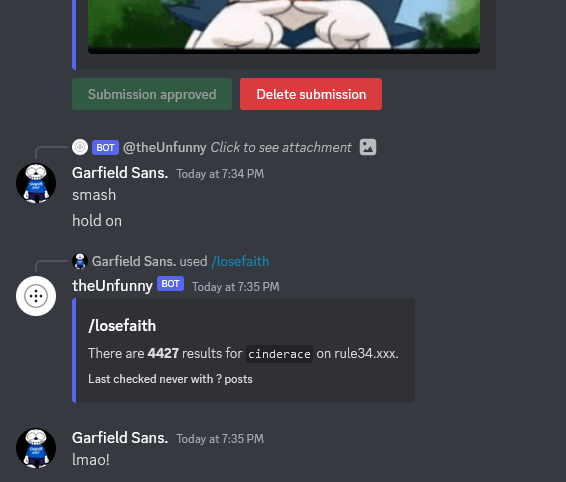 Submission approved
Delete submission
BOT @theUnfunny Click to see attachment
Garfield Sans. Today at 7:34 PM
smash
hold on
Garfield Sans. used /losefaith
theUnfunny BOT Today at 7:35 PM
/losefaith
There are 4427 results for cinderace on rule34.xxx.
Last checked never with ? posts
Garfield Sans. Today at 7:35 PM
lmao!